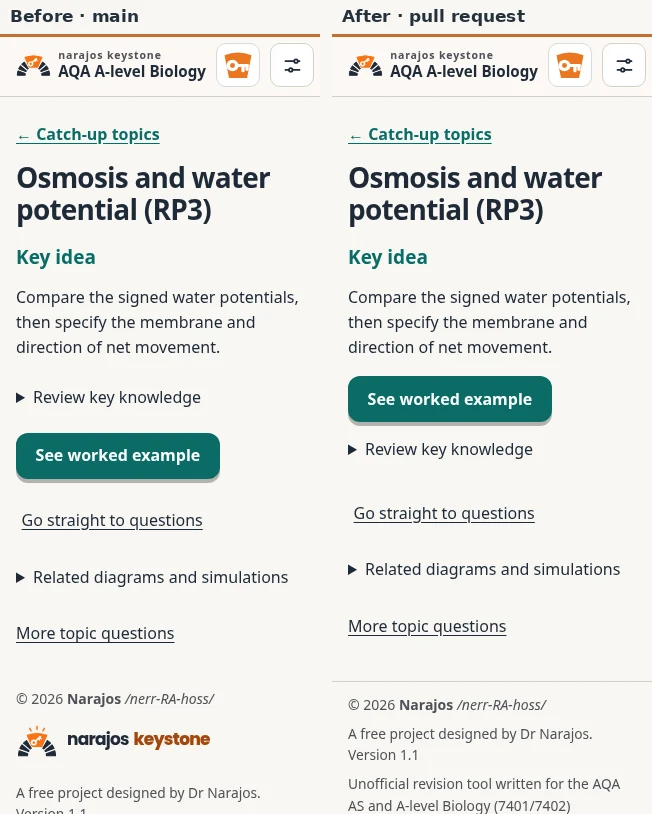 Before · main
narajos keystone
AQA A-level Biology
← Catch-up topics
Osmosis and water
potential (RP3)
Key idea
Compare the signed water potentials,
then specify the membrane and
direction of net movement.
▶ Review key knowledge
See worked example
Go straight to questions
▶ Related diagrams and simulations
More topic questions
© 2026 Narajos /nerr-RA-hoss/
narajos keystone
A free project designed by Dr Narajos.
Version 1.1
After · pull request
narajos keystone
AQA A-level Biology
← Catch-up topics
Osmosis and water
potential (RP3)
Key idea
Compare the signed water potentials,
then specify the membrane and
direction of net movement.
See worked example
▶ Review key knowledge
Go straight to questions
▶ Related diagrams and simulations
More topic questions
© 2026 Narajos /nerr-RA-hoss/
A free project designed by Dr Narajos.
Version 1.1
Unofficial revision tool written for the AQA
AS and A-level Biology (7401/7402)